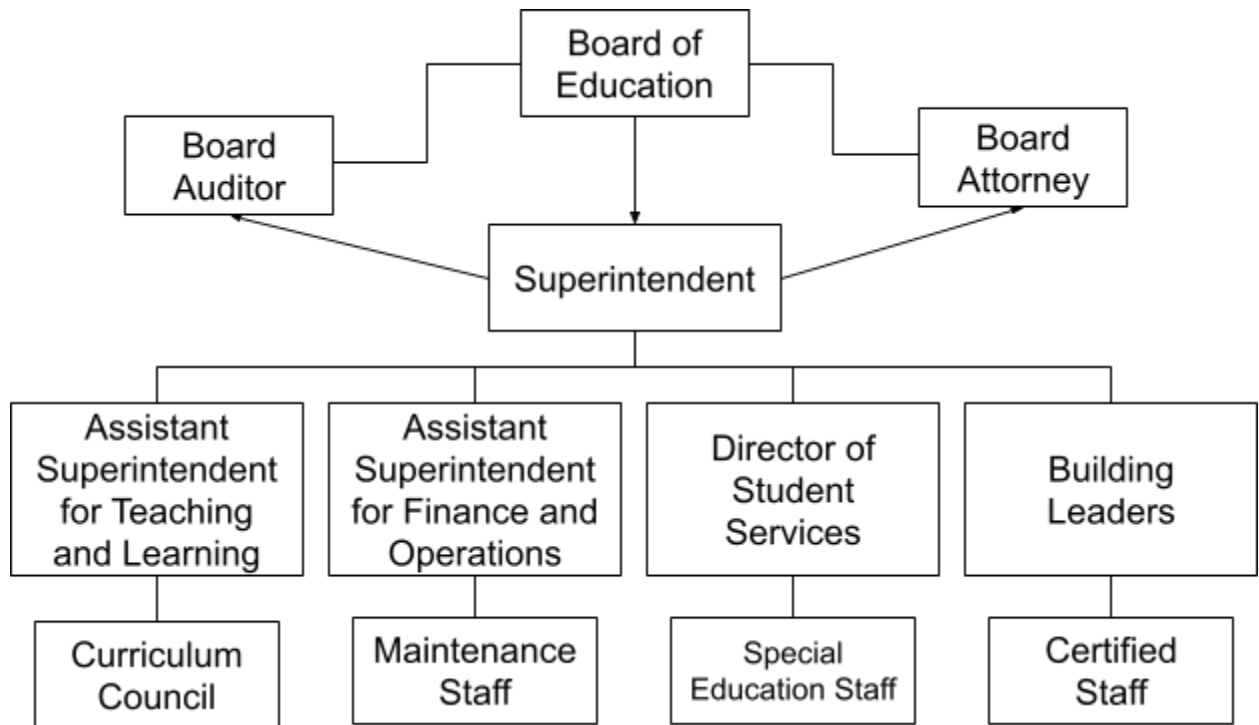 Board of
Education
Board
Auditor
Board
Attorney
Superintendent
Assistant
Superintendent
for Teaching
and Learning
Assistant
Superintendent
for Finance and
Operations
Director of
Student
Services
Building
Leaders
Curriculum
Council
Maintenance
Staff
Special
Education Staff
Certified
Staff